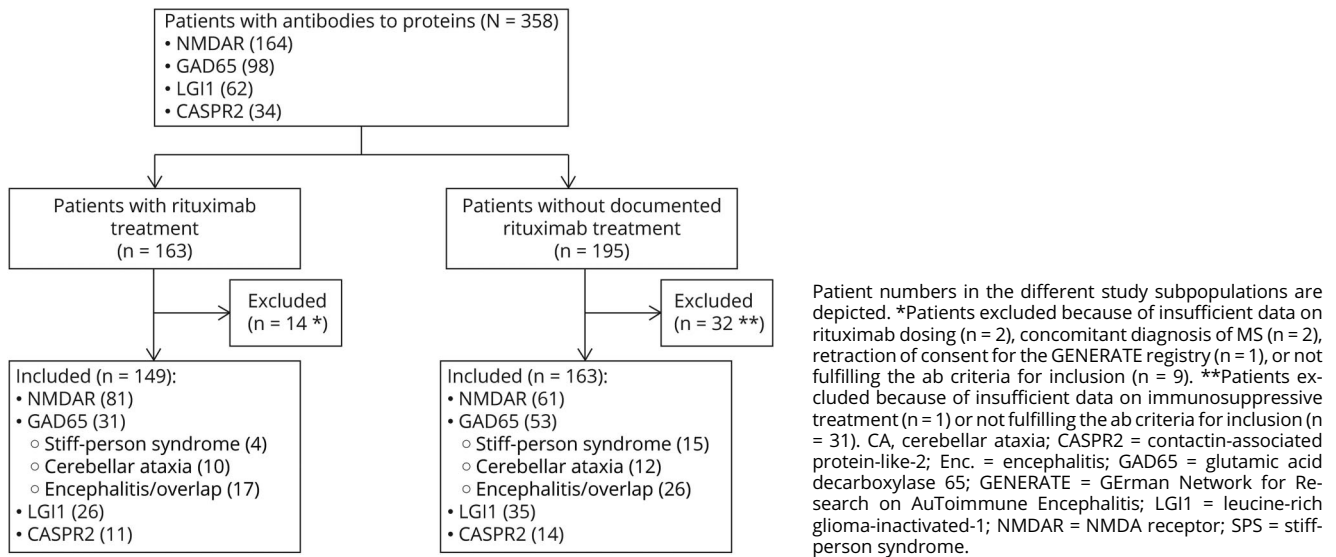 Patients with antibodies to proteins (N = 358)
• NMDAR (164)
• GAD65 (98)
• LGI1 (62)
• CASPR2 (34)
Patients with rituximab
treatment
(n = 163)
Patients without documented
rituximab treatment
(n = 195)
Excluded
(n = 14 *)
Excluded
(n = 32 **)
Included (n = 149):
• NMDAR (81)
• GAD65 (31)
○ Stiff-person syndrome (4)
○ Cerebellar ataxia (10)
○ Encephalitis/overlap (17)
• LGI1 (26)
• CASPR2 (11)
Included (n = 163):
• NMDAR (61)
• GAD65 (53)
○ Stiff-person syndrome (15)
○ Cerebellar ataxia (12)
○ Encephalitis/overlap (26)
• LGI1 (35)
• CASPR2 (14)
Patient numbers in the different study subpopulations are
depicted. *Patients excluded because of insufficient data on
rituximab dosing (n = 2), concomitant diagnosis of MS (n = 2),
retraction of consent for the GENERATE registry (n = 1), or not
fulfilling the ab criteria for inclusion (n = 9). **Patients ex-
cluded because of insufficient data on immunosuppressive
treatment (n = 1) or not fulfilling the ab criteria for inclusion (n
= 31). CA, cerebellar ataxia; CASPR2 = contactin-associated
protein-like-2; Enc. = encephalitis; GAD65 = glutamic acid
decarboxylase 65; GENERATE = GErman Network for Re-
search on AuToimmune Encephalitis; LGI1 = leucine-rich
glioma-inactivated-1; NMDAR = NMDA receptor; SPS = stiff-
person syndrome.